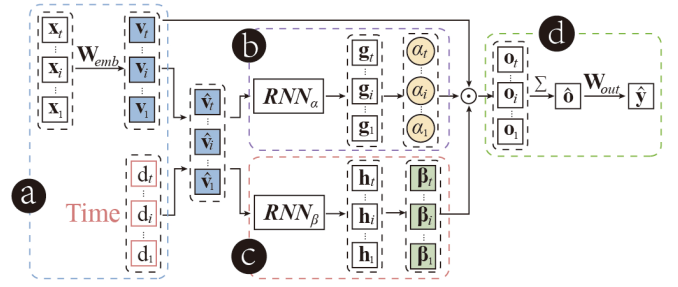 a
x_t
x_i
x_1
W_emb
v_t
v_i
v_1
Time
d_t
d_i
d_1
v̂_t
v̂_i
v̂_1
b
RNN_α
g_t
g_i
g_1
α_t
α_i
α_1
c
RNN_β
h_t
h_i
h_1
β_t
β_i
β_1
⊙
d
o_t
o_i
o_1
Σ
ô
W_out
ŷ